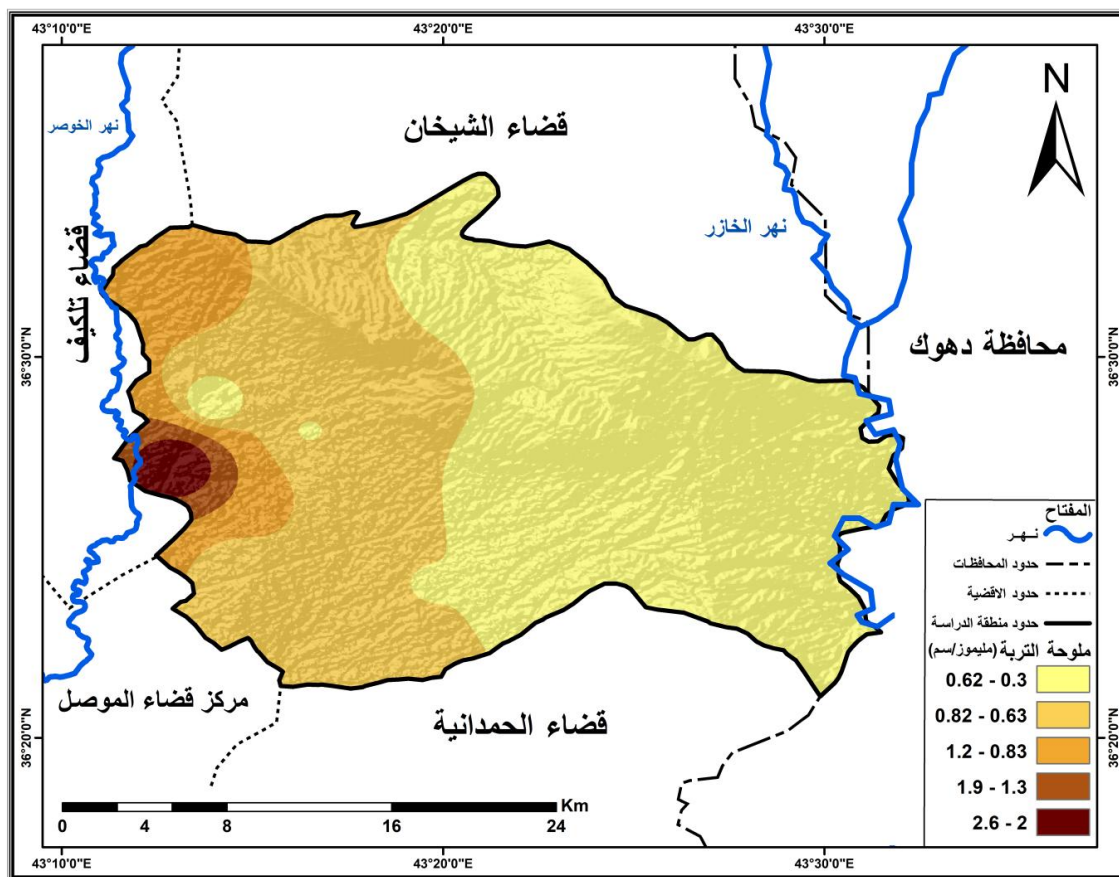 43°10'0"E
43°20'0"E
43°30'0"E
N
قضاء الشيخان
نهر الخوصر
نهر الخازر
قضاء تلكيف
محافظة دهوك
36°30'0"N
36°30'0"N
المفتاح
نهر
حدود المحافظات
حدود الاقضية
حدود منطقة الدراسة
ملوحة التربة (مليموز/سم)
0.62 - 0.3
0.82 - 0.63
1.2 - 0.83
1.9 - 1.3
2.6 - 2
مركز قضاء الموصل
قضاء الحمدانية
36°20'0"N
36°20'0"N
Km
0 4 8 16 24
43°10'0"E
43°20'0"E
43°30'0"E